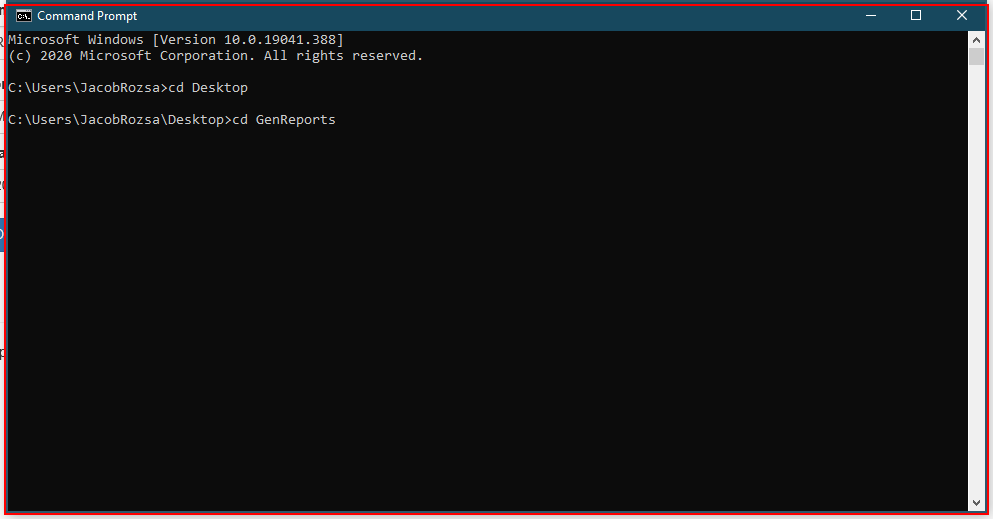 Command Prompt
Microsoft Windows [Version 10.0.19041.388]
(c) 2020 Microsoft Corporation. All rights reserved.
C:\Users\JacobRozsa>cd Desktop
C:\Users\JacobRozsa\Desktop>cd GenReports